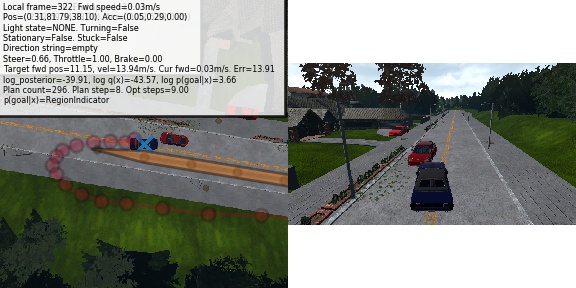 Local frame=322. Fwd.speed=0.03m/s
Pos=(0.31,81.79,38.10). Acc=(0.05,0.29,0.00)
Light state=NONE. Turning=False
Stationary=False. Stuck=False
Direction string=empty
Steer=0.66, Throttle=1.00, Brake=0.00
Target fwd pos=11.15, vel=13.94m/s. Cur fwd=0.03m/s. Err=13.91
log_posterior=-39.91, log q(x)=-43.57, log p(goal|x)=3.66
Plan count=296. Plan step=8. Opt steps=9.00
p(goal|x)=RegionIndicator